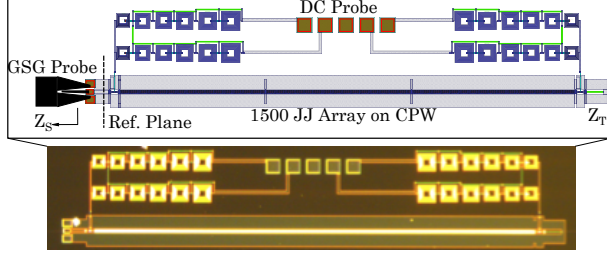 DC Probe
GSG Probe
Z_S
Ref. Plane
1500 JJ Array on CPW
Z_T